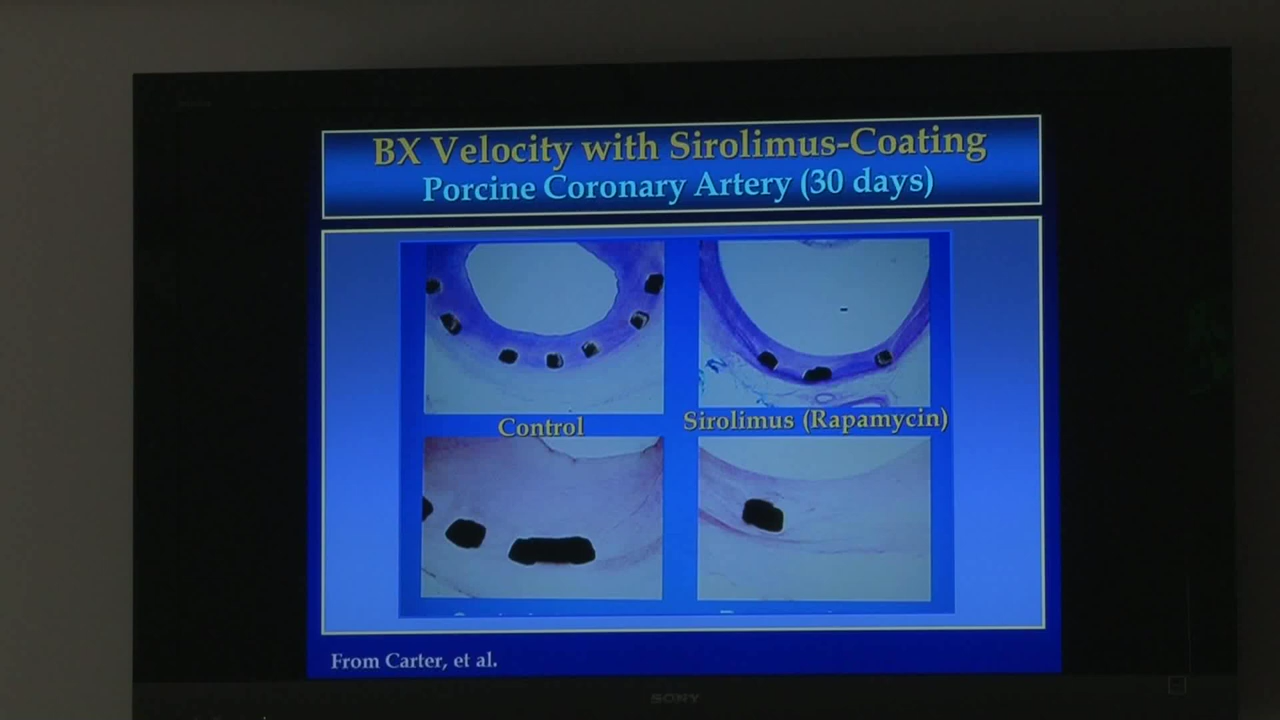 BX Velocity with Sirolimus-Coating
Porcine Coronary Artery (30 days)
Control
Sirolimus (Rapamycin)
From Carter, et al.
SONY